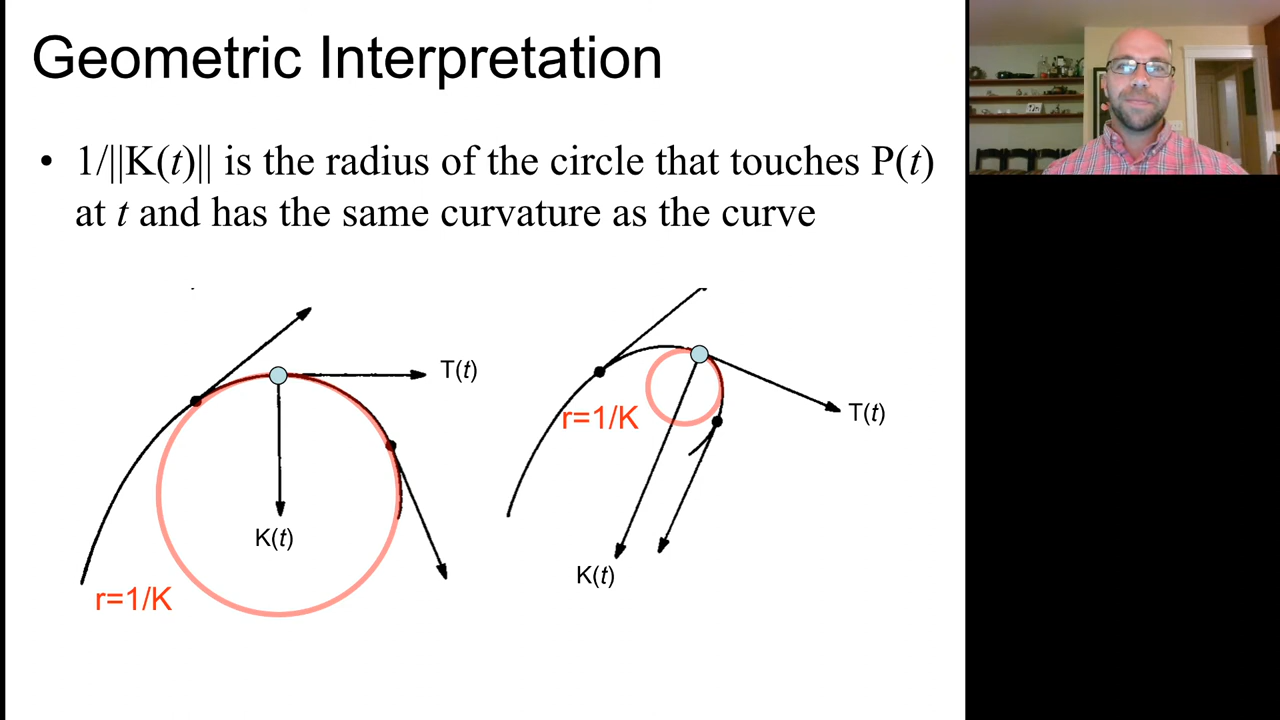 Geometric Interpretation
• 1/||K(t)|| is the radius of the circle that touches P(t)
at t and has the same curvature as the curve
T(t)
K(t)
r=1/K
r=1/K
T(t)
K(t)